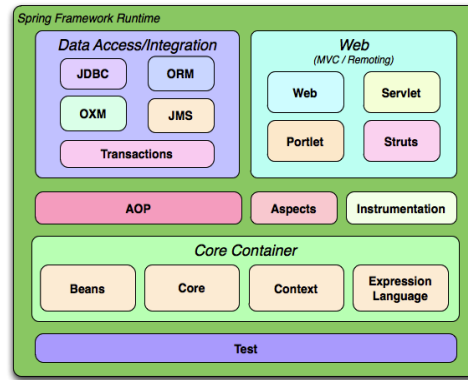 Spring Framework Runtime
Data Access/Integration
JDBC
ORM
OXM
JMS
Transactions
Web
(MVC / Remoting)
Web
Servlet
Portlet
Struts
AOP
Aspects
Instrumentation
Core Container
Beans
Core
Context
Expression
Language
Test